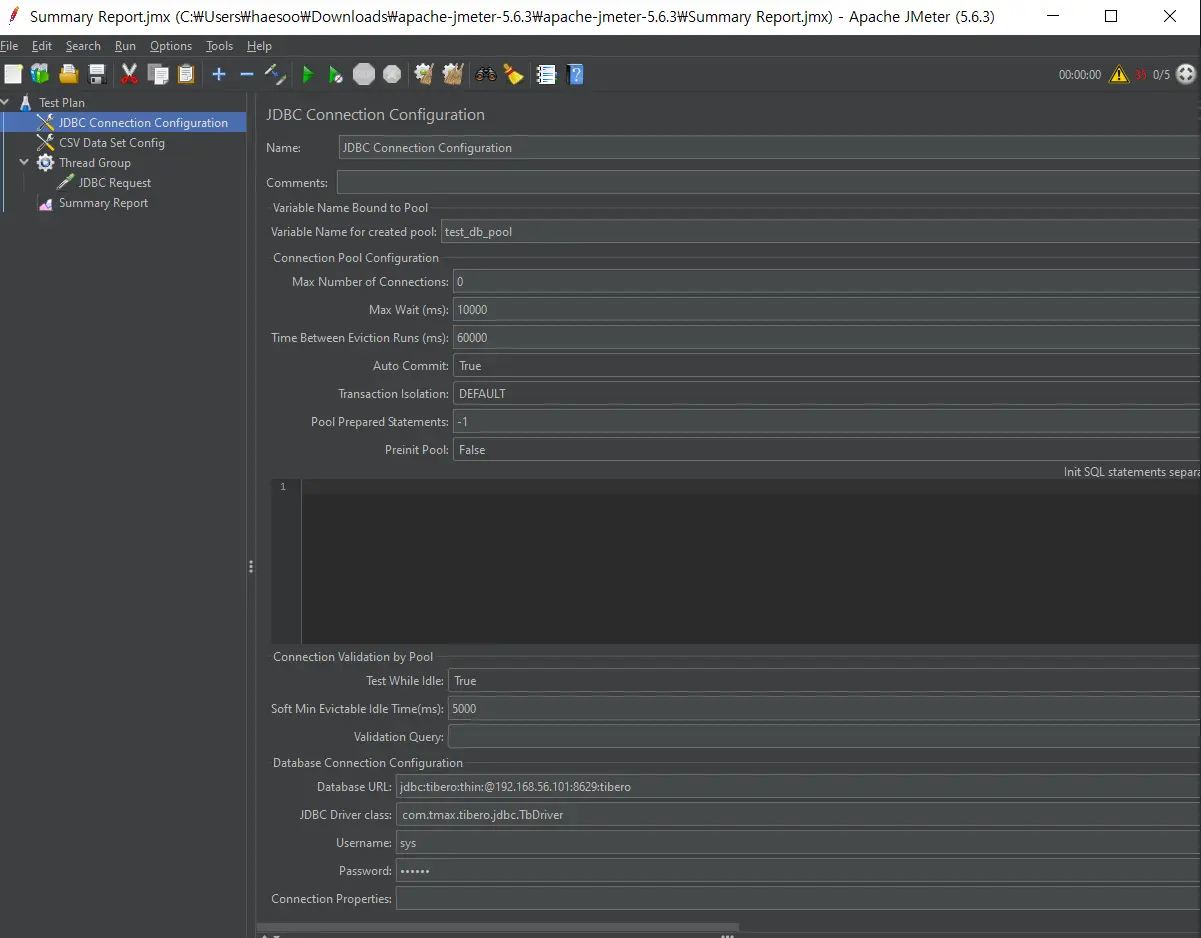 Summary Report.jmx (C:₩Users₩haesoo₩Downloads₩apache-jmeter-5.6.3₩apache-jmeter-5.6.3₩Summary Report.jmx) - Apache JMeter (5.6.3)
File Edit Search Run Options Tools Help
00:00:00 33 0/5
Test Plan
JDBC Connection Configuration
CSV Data Set Config
Thread Group
JDBC Request
Summary Report
JDBC Connection Configuration
Name: JDBC Connection Configuration
Comments:
Variable Name Bound to Pool
Variable Name for created pool: test_db_pool
Connection Pool Configuration
Max Number of Connections: 0
Max Wait (ms): 10000
Time Between Eviction Runs (ms): 60000
Auto Commit: True
Transaction Isolation: DEFAULT
Pool Prepared Statements: -1
Preinit Pool: False
Init SQL statements separa
1
Connection Validation by Pool
Test While Idle: True
Soft Min Evictable Idle Time(ms): 5000
Validation Query:
Database Connection Configuration
Database URL: jdbc:tibero:thin:@192.168.56.101:8629:tibero
JDBC Driver class: com.tmax.tibero.jdbc.TbDriver
Username: sys
Password: ••••••
Connection Properties: